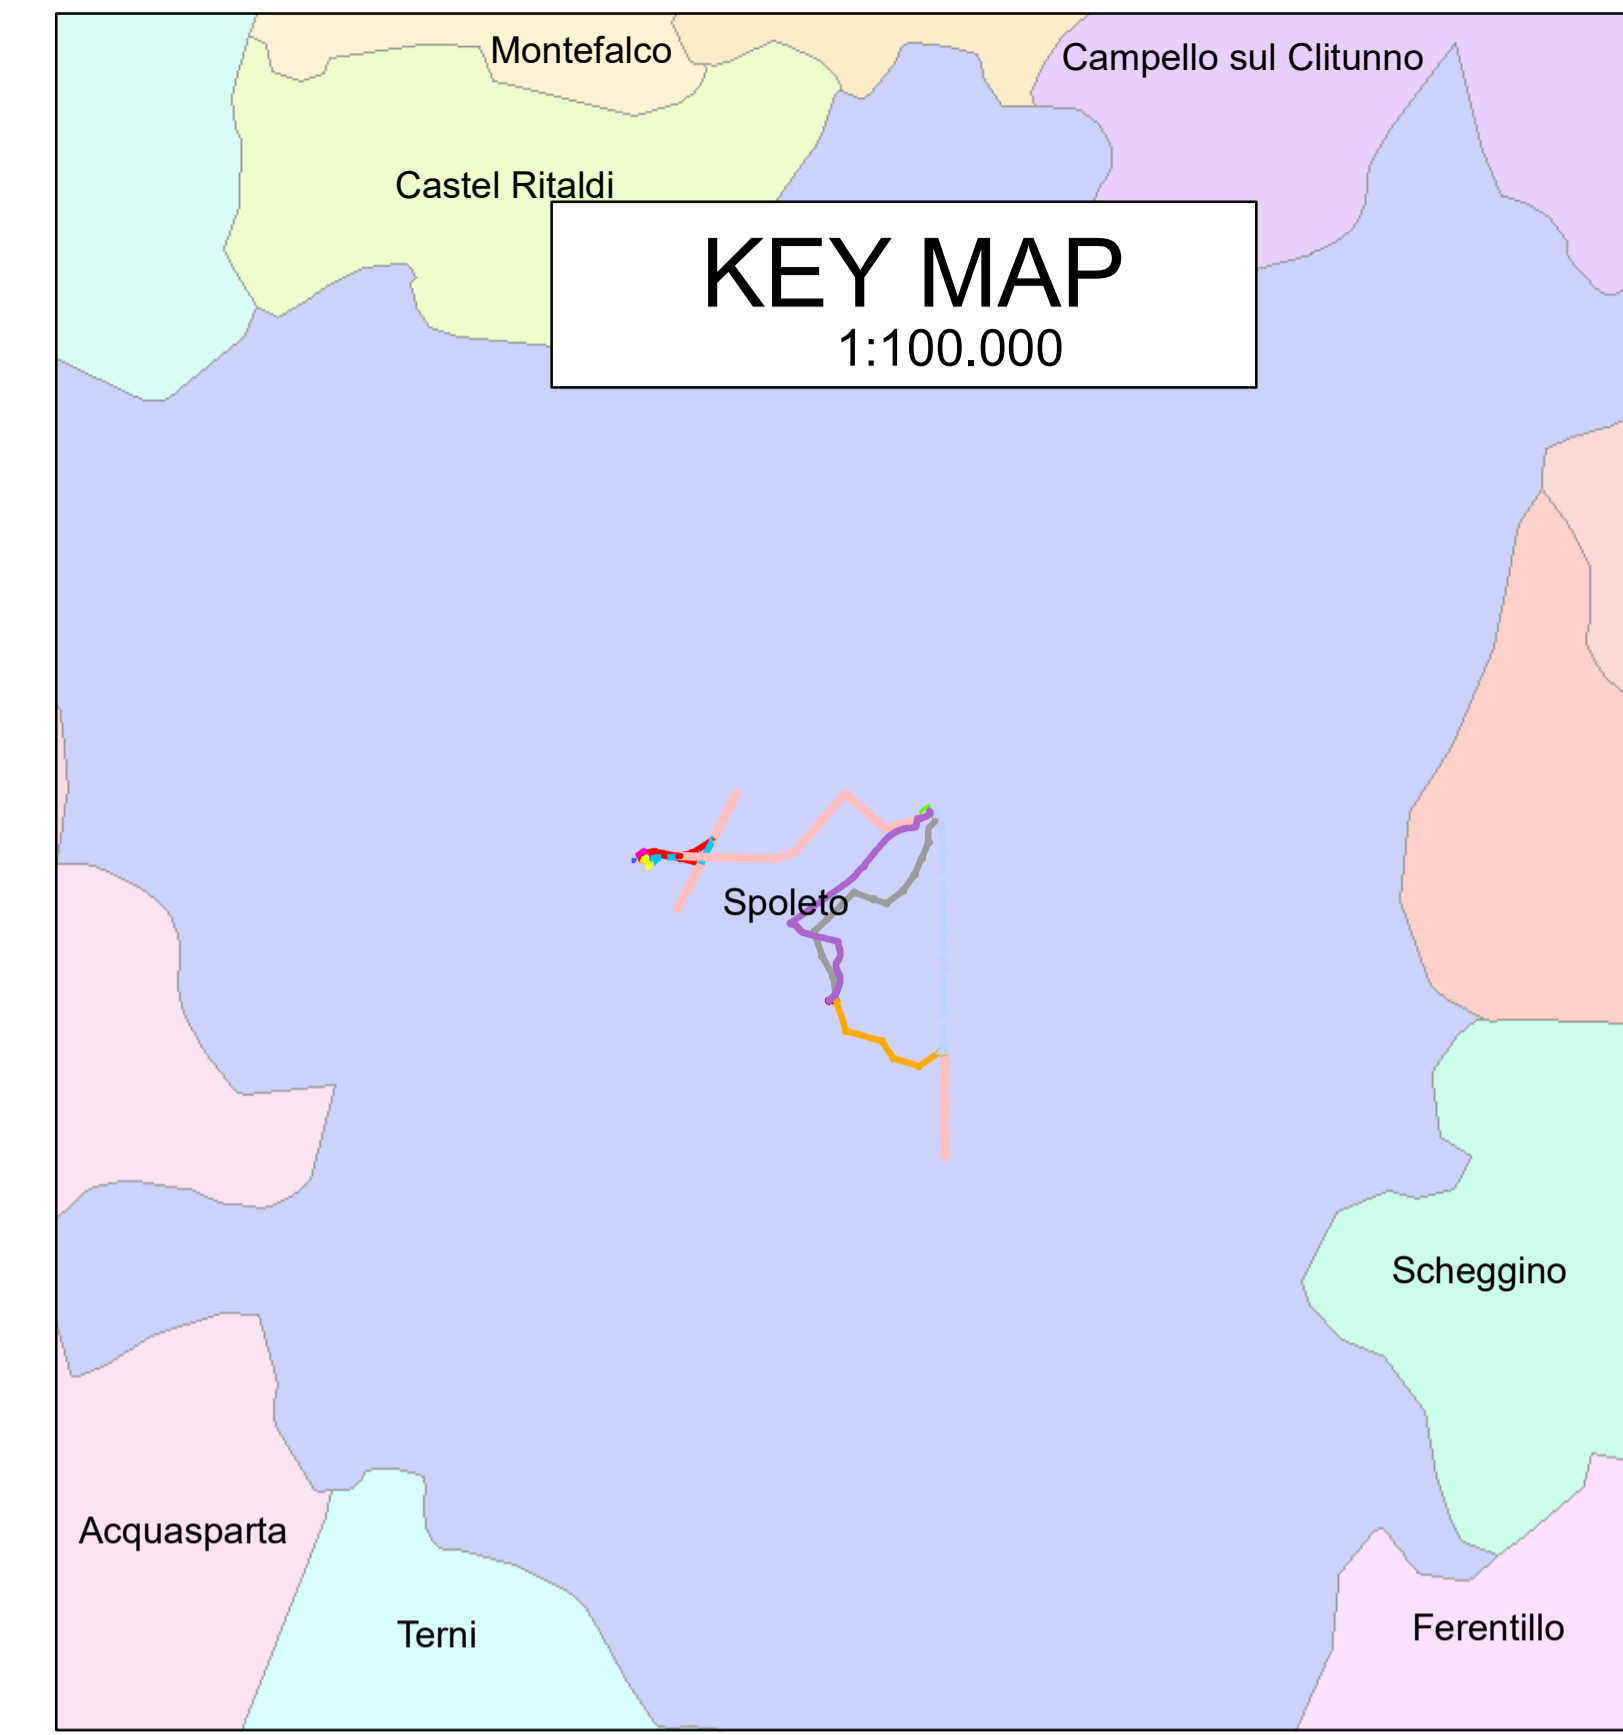 Montefalco
Campello sul Clitunno
Castel Ritaldi
KEY MAP
1:100.000
Spoleto
Scheggino
Acquasparta
Terni
Ferentillo